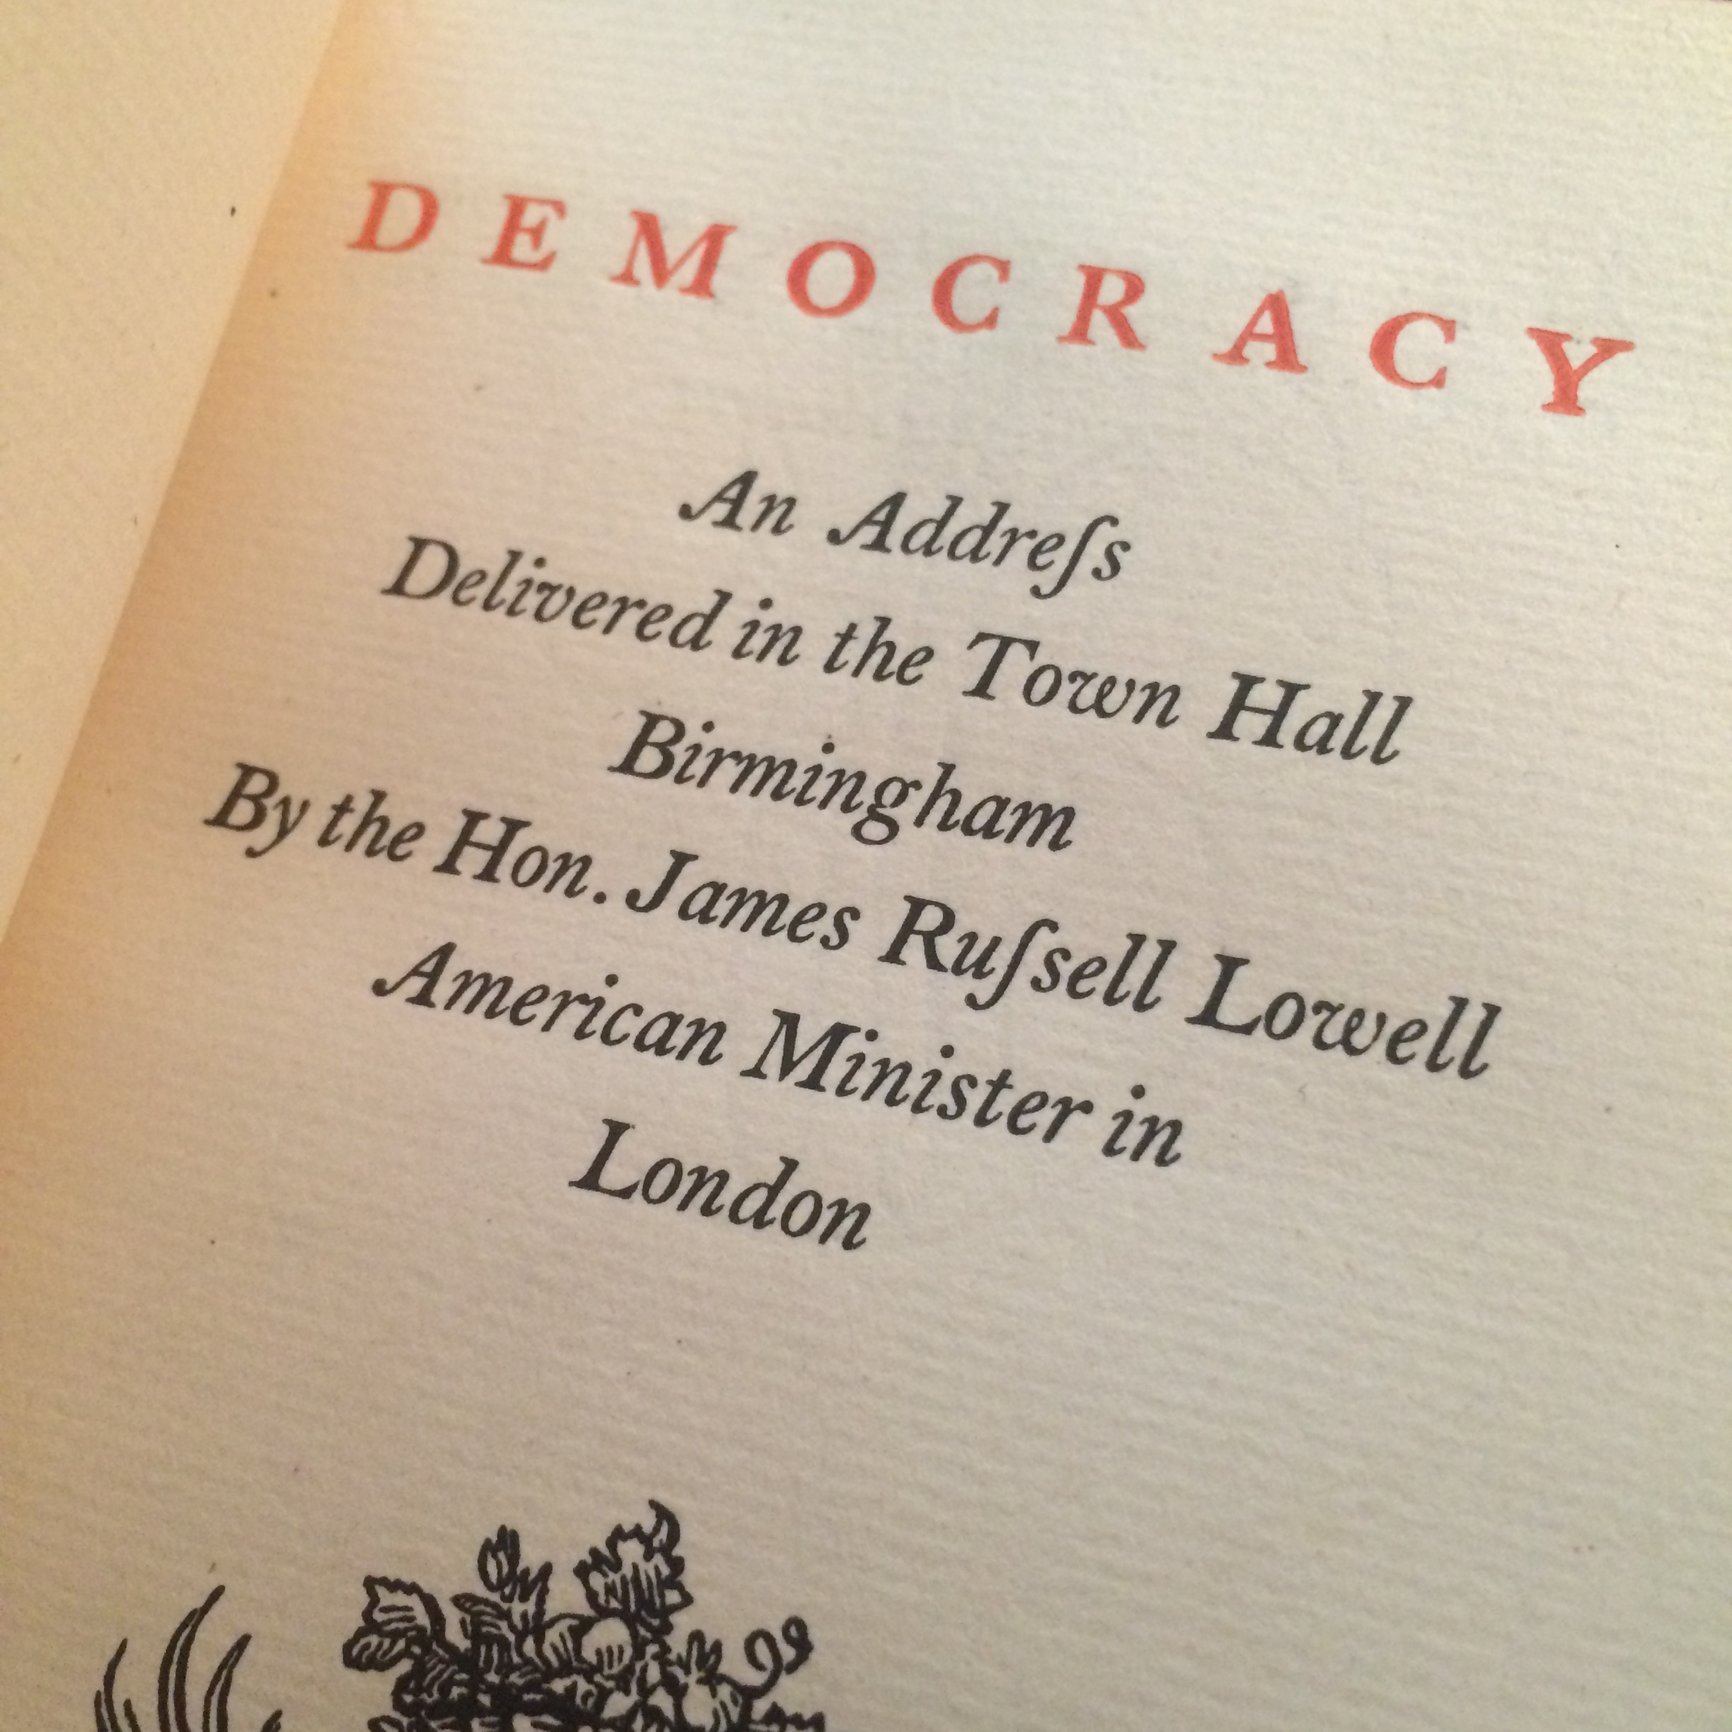 DEMOCRACY
An Addreſs
Delivered in the Town Hall
Birmingham
By the Hon. James Ruſsell Lowell
American Minister in
London